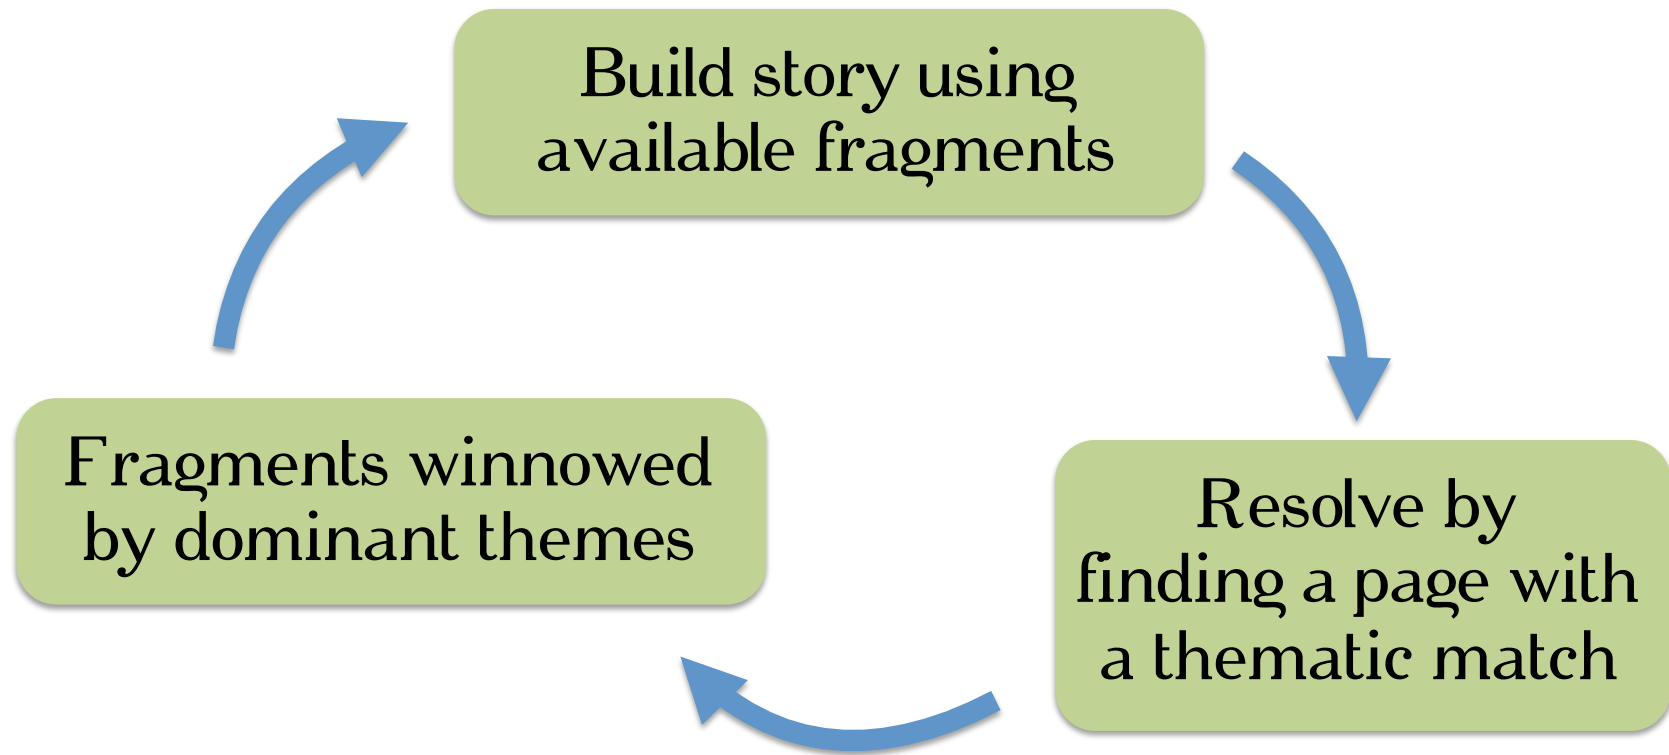 Build story using
available fragments
Fragments winnowed
by dominant themes
Resolve by
finding a page with
a thematic match